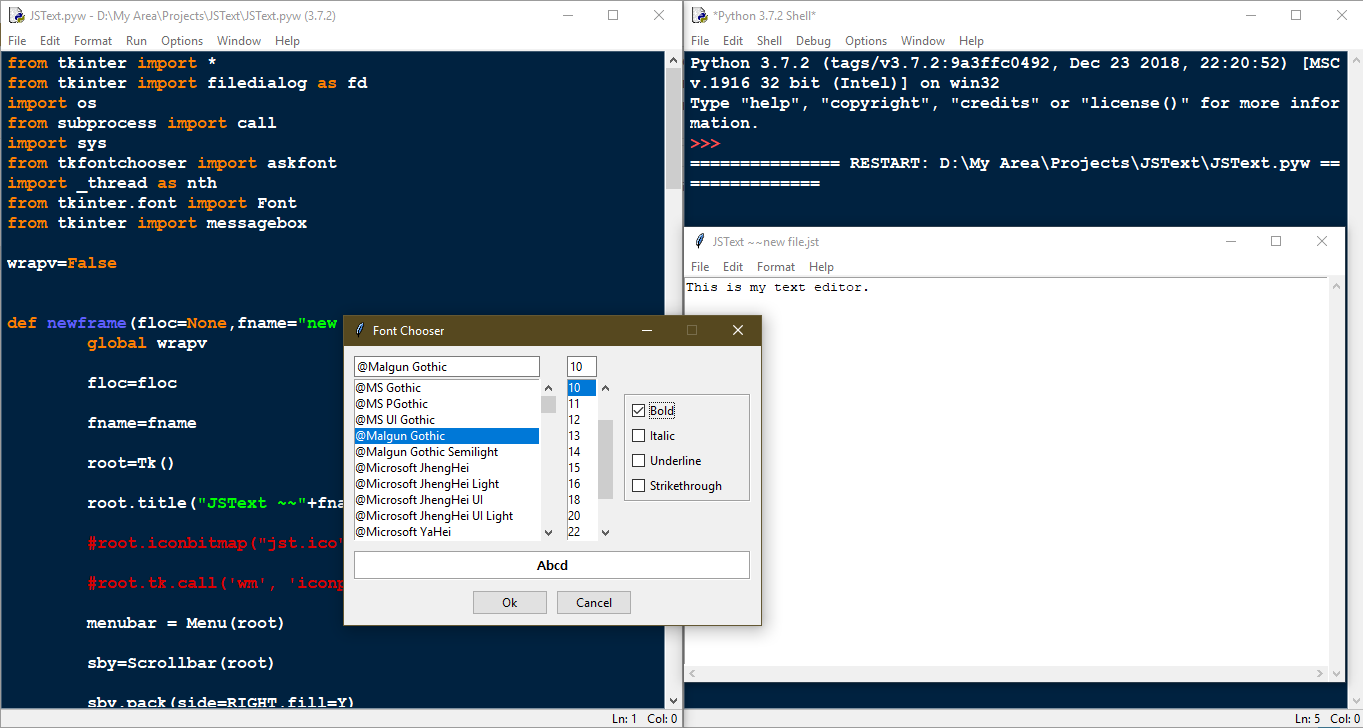 JSText.pyw - D:\My Area\Projects\JSText\JSText.pyw (3.7.2)
File Edit Format Run Options Window Help
from tkinter import *
from tkinter import filedialog as fd
import os
from subprocess import call
import sys
from tkfontchooser import askfont
import _thread as nth
from tkinter.font import Font
from tkinter import messagebox
wrapv=False
def newframe(floc=None,fname="new
global wrapv
floc=floc
fname=fname
root=Tk()
root.title("JSText ~~"+fna
#root.iconbitmap("jst.ico"
#root.tk.call('wm', 'iconp
menubar = Menu(root)
sby=Scrollbar(root)
sby.pack(side=RIGHT,fill=Y)
Ln: 1 Col: 0
*Python 3.7.2 Shell*
File Edit Shell Debug Options Window Help
Python 3.7.2 (tags/v3.7.2:9a3ffc0492, Dec 23 2018, 22:20:52) [MSC
v.1916 32 bit (Intel)] on win32
Type "help", "copyright", "credits" or "license()" for more infor
mation.
>>>
=============== RESTART: D:\My Area\Projects\JSText\JSText.pyw ==
=============
JSText ~~new file.jst
File Edit Format Help
This is my text editor.
Font Chooser
@Malgun Gothic
10
@MS Gothic
@MS PGothic
@MS UI Gothic
@Malgun Gothic
@Malgun Gothic Semilight
@Microsoft JhengHei
@Microsoft JhengHei Light
@Microsoft JhengHei UI
@Microsoft JhengHei UI Light
@Microsoft YaHei
10
11
12
13
14
15
16
18
20
22
Bold
Italic
Underline
Strikethrough
Abcd
Ok Cancel
Ln: 5 Col: 0